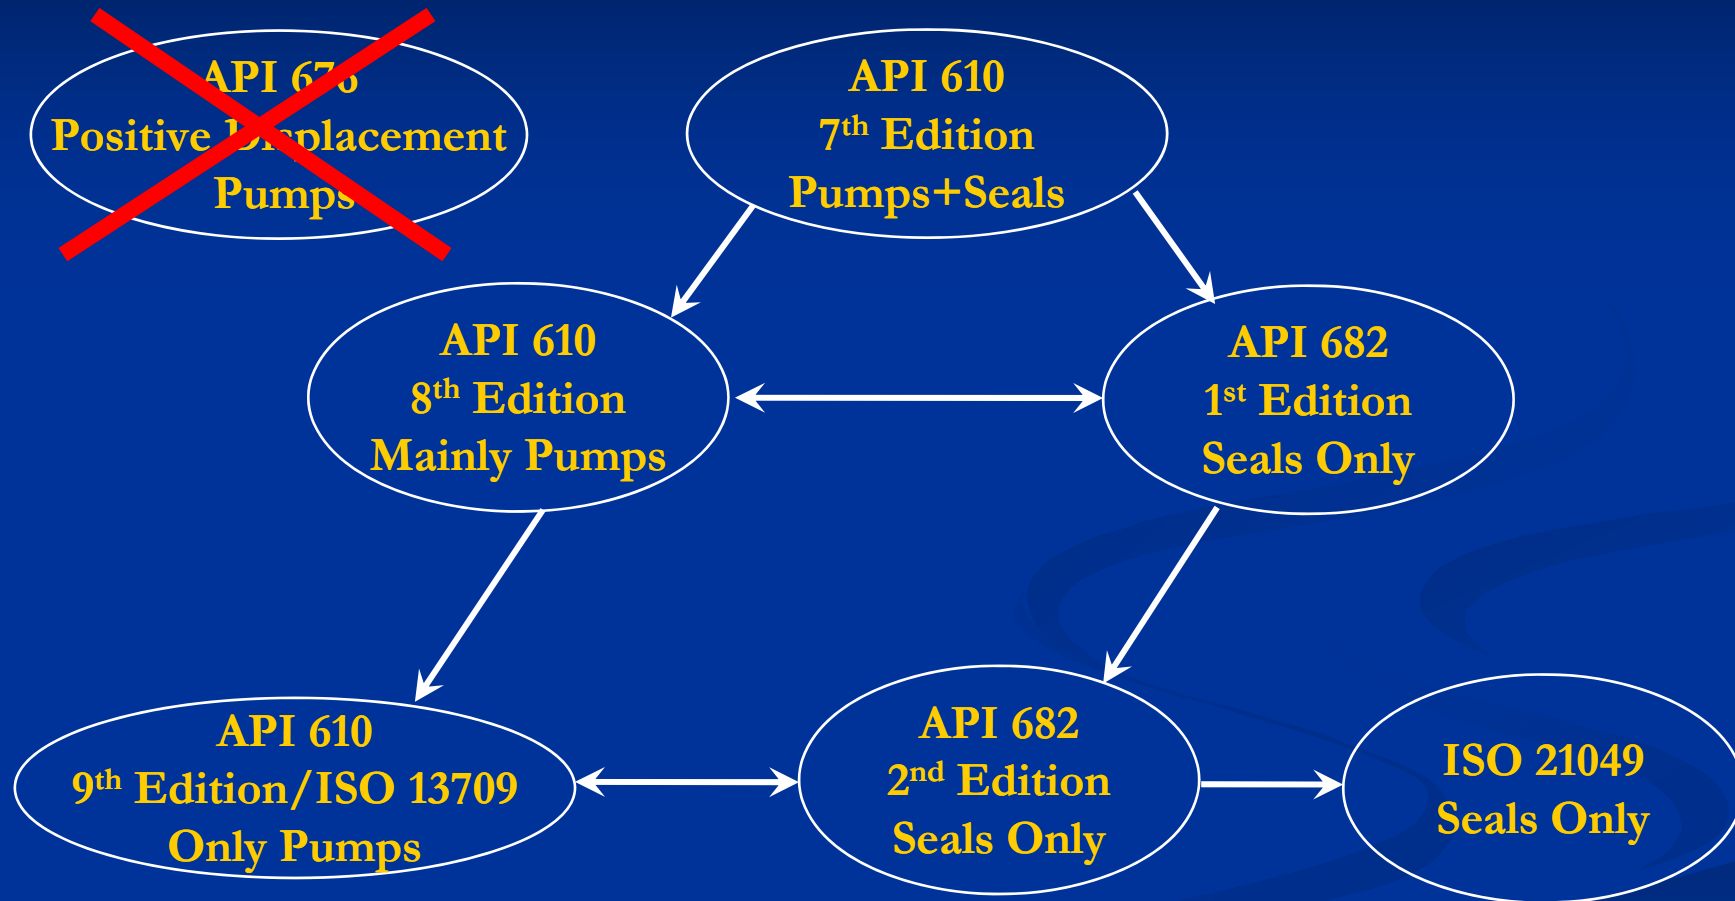 API 676
Positive Displacement
Pumps
API 610
7th Edition
Pumps+Seals
API 610
8th Edition
Mainly Pumps
API 682
1st Edition
Seals Only
API 610
9th Edition/ISO 13709
Only Pumps
API 682
2nd Edition
Seals Only
ISO 21049
Seals Only